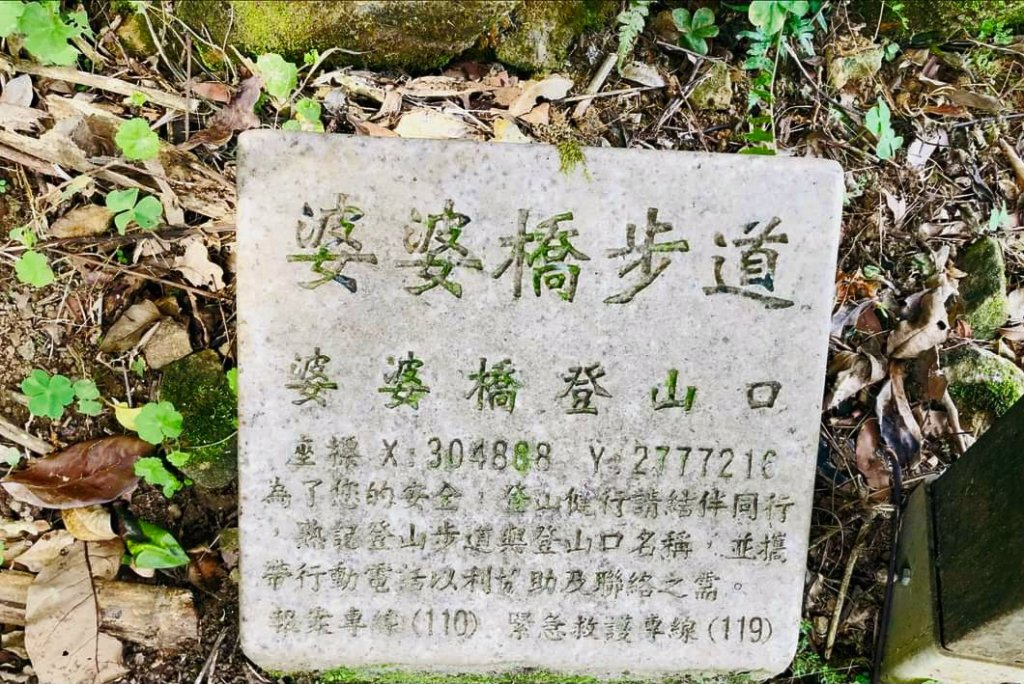 婆婆橋步道
婆婆橋登山口
座標 X:304888 Y:2777216
為了您的安全，登山健行請結伴同行
，熟記登山步道與登山口名稱，並攜
帶行動電話以利於助及聯絡之需。
報案專線(110) 緊急救護專線(119)